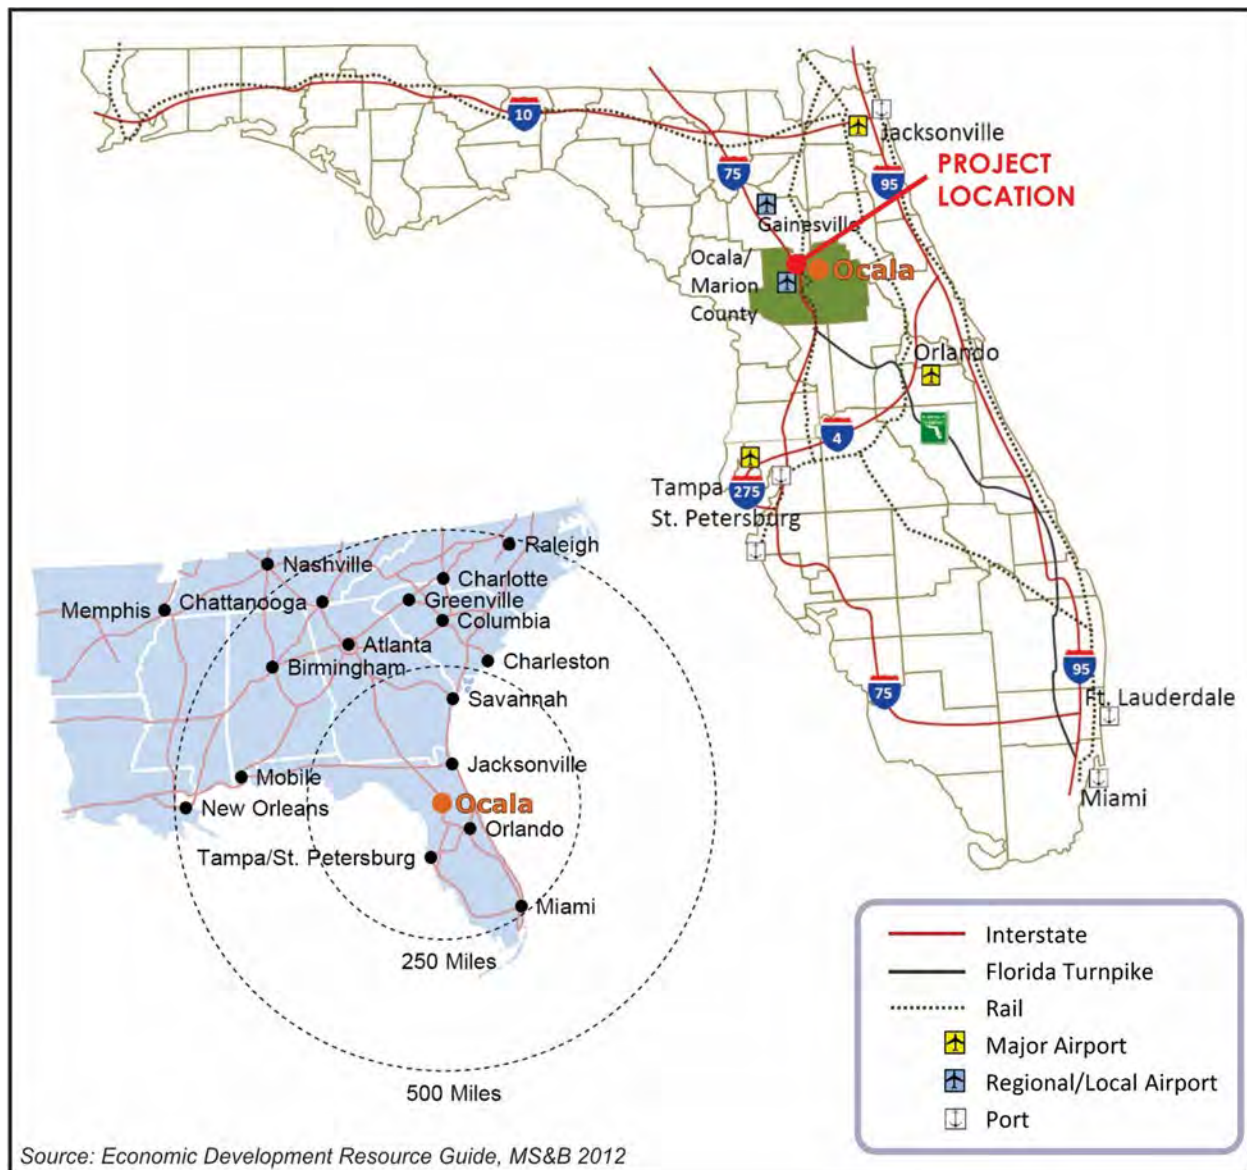 10
Jacksonville
PROJECT
LOCATION
75
95
Gainesville
Ocala/
Marion
County
Ocala
Orlando
4
Tampa
St. Petersburg
275
75
95
Ft. Lauderdale
Miami
Raleigh
Nashville
Charlotte
Memphis
Chattanooga
Greenville
Columbia
Atlanta
Birmingham
Charleston
Savannah
Jacksonville
Mobile
New Orleans
Ocala
Orlando
Tampa/St. Petersburg
Miami
250 Miles
500 Miles
Interstate
Florida Turnpike
Rail
Major Airport
Regional/Local Airport
Port
Source: Economic Development Resource Guide, MS&B 2012